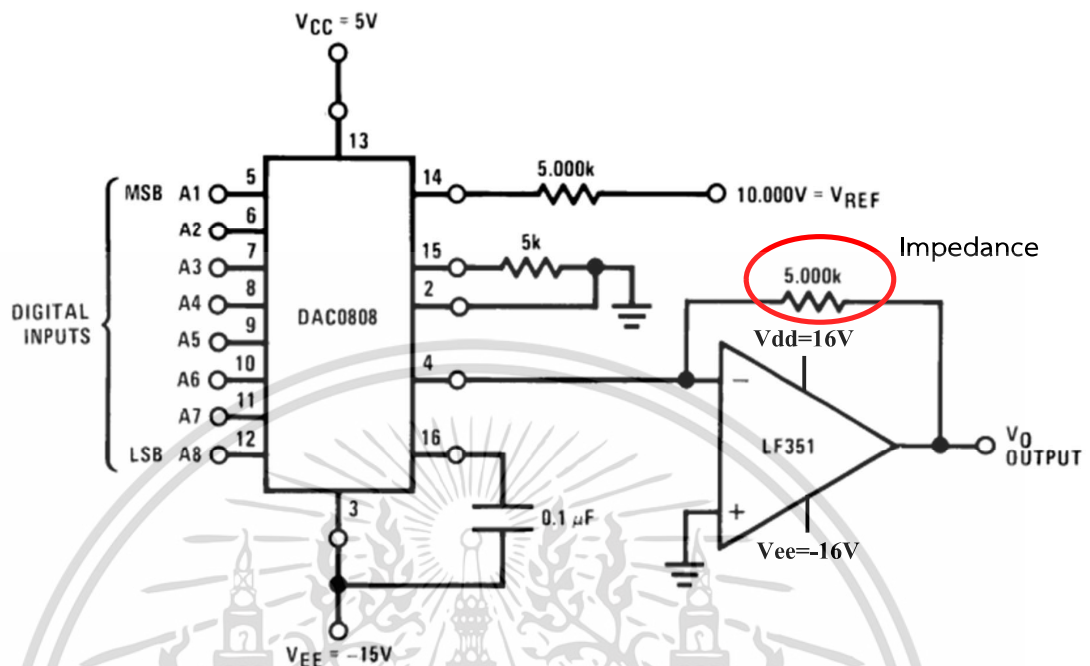 VCC = 5V
13
MSB A1 5
A2 6
A3 7
A4 8
A5 9
A6 10
A7 11
LSB A8 12
DIGITAL
INPUTS
DAC0808
14
5.000k
10.000V = VREF
15
5k
2
4
16
0.1 μF
3
VEE = -15V
Impedance
5.000k
Vdd=16V
−
LF351
+
Vee=-16V
VO
OUTPUT